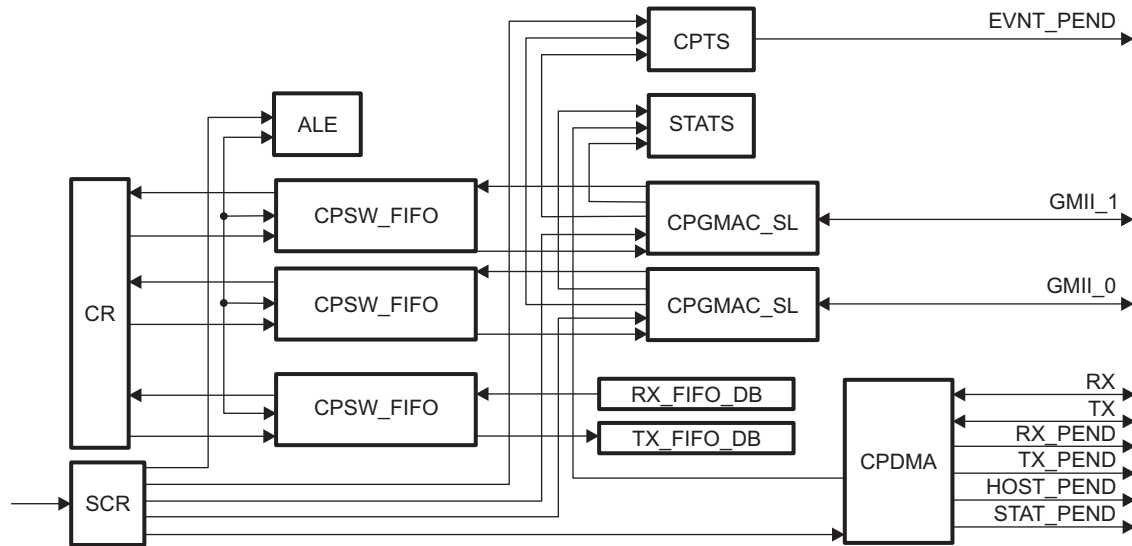 EVNT_PEND
CPTS
ALE
STATS
CPSW_FIFO
CPGMAC_SL
GMII_1
CR
CPSW_FIFO
CPGMAC_SL
GMII_0
CPSW_FIFO
RX_FIFO_DB
TX_FIFO_DB
CPDMA
RX
TX
RX_PEND
TX_PEND
HOST_PEND
STAT_PEND
SCR